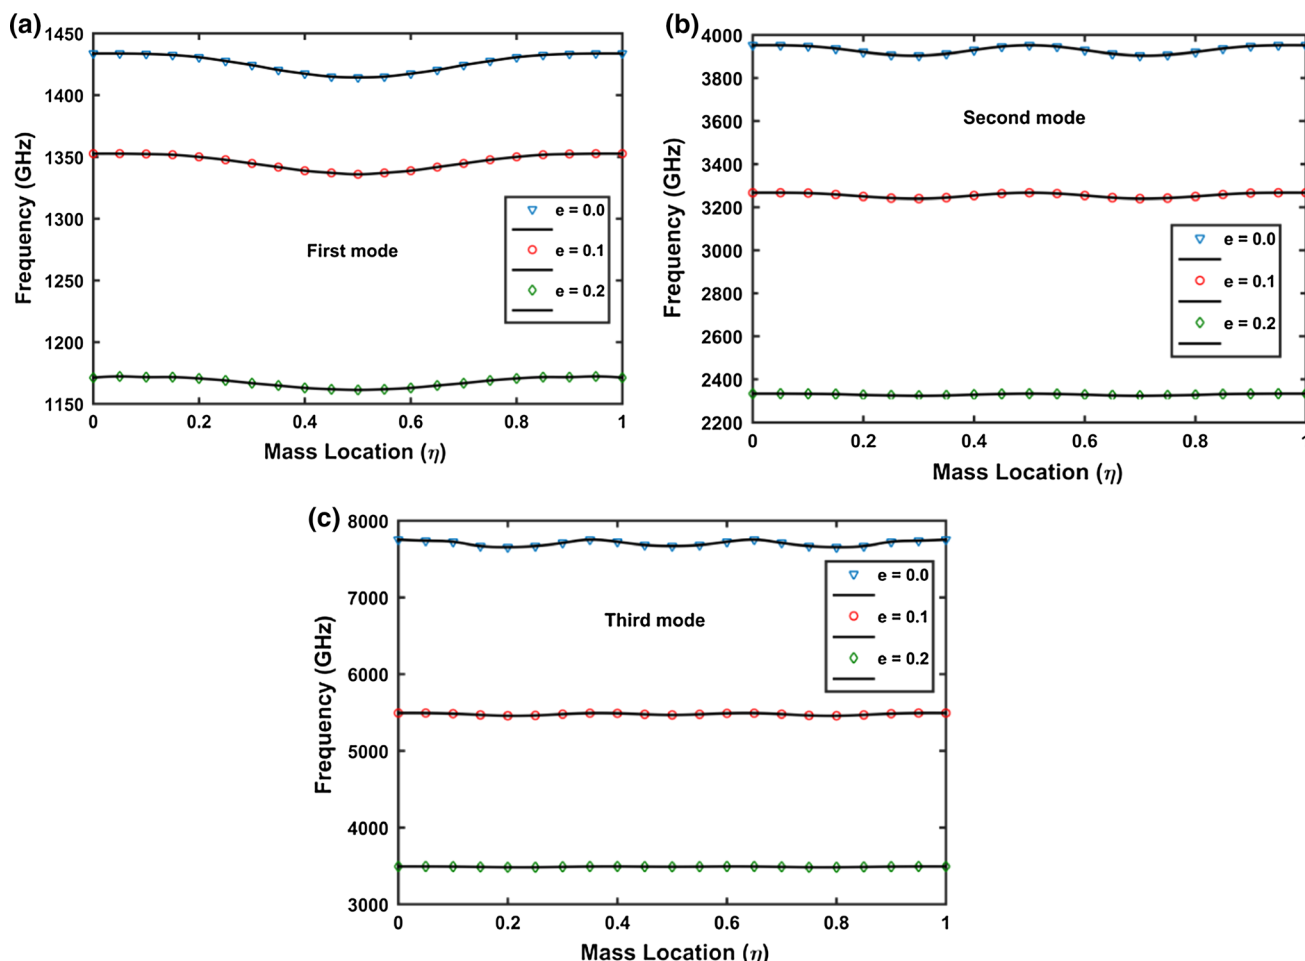 (a)
1450
1400
1350
1300
1250
1200
1150
Frequency (GHz)
First mode
e = 0.0
e = 0.1
e = 0.2
0 0.2 0.4 0.6 0.8 1
Mass Location (η)
(b)
4000
3800
3600
3400
3200
3000
2800
2600
2400
2200
Frequency (GHz)
Second mode
e = 0.0
e = 0.1
e = 0.2
0 0.2 0.4 0.6 0.8 1
Mass Location (η)
(c)
8000
7000
6000
5000
4000
3000
Frequency (GHz)
Third mode
e = 0.0
e = 0.1
e = 0.2
0 0.2 0.4 0.6 0.8 1
Mass Location (η)